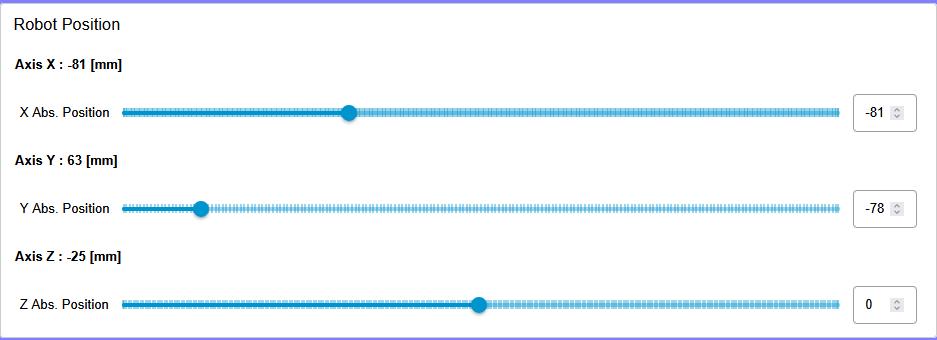 Robot Position
Axis X : -81 [mm]
X Abs. Position -81
Axis Y : 63 [mm]
Y Abs. Position -78
Axis Z : -25 [mm]
Z Abs. Position 0